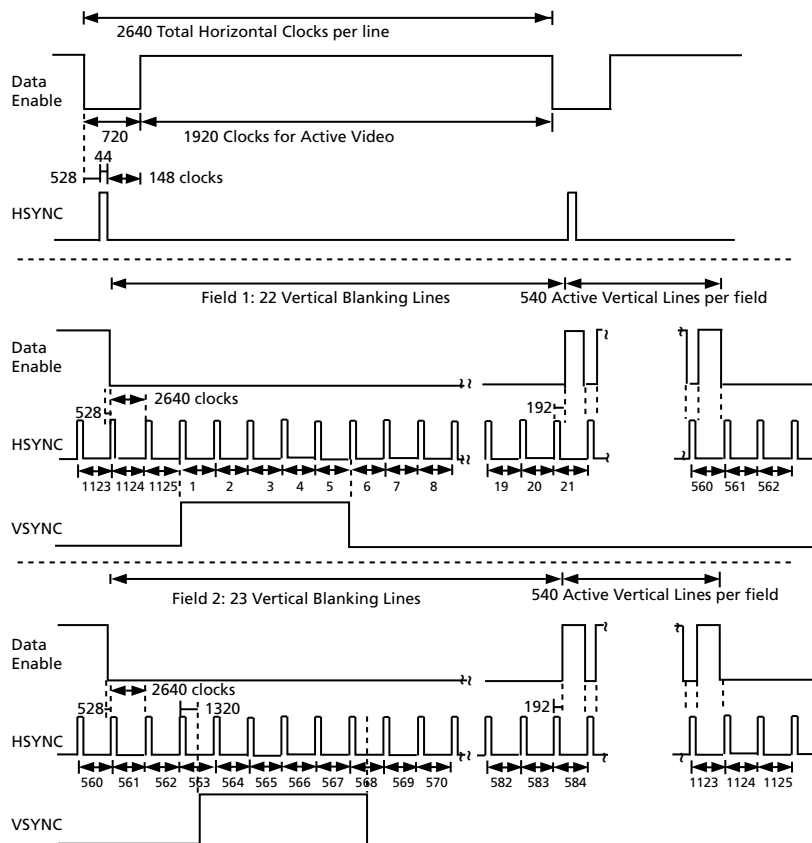 2640 Total Horizontal Clocks per line
Data
Enable
720
1920 Clocks for Active Video
44
528
148 clocks
HSYNC
Field 1: 22 Vertical Blanking Lines
540 Active Vertical Lines per field
Data
Enable
528
2640 clocks
192
HSYNC
1123 1124 1125 1 2 3 4 5 6 7 8 19 20 21 560 561 562
VSYNC
Field 2: 23 Vertical Blanking Lines
540 Active Vertical Lines per field
Data
Enable
528
2640 clocks
1320
192
HSYNC
560 561 562 563 564 565 566 567 568 569 570 582 583 584 1123 1124 1125
VSYNC